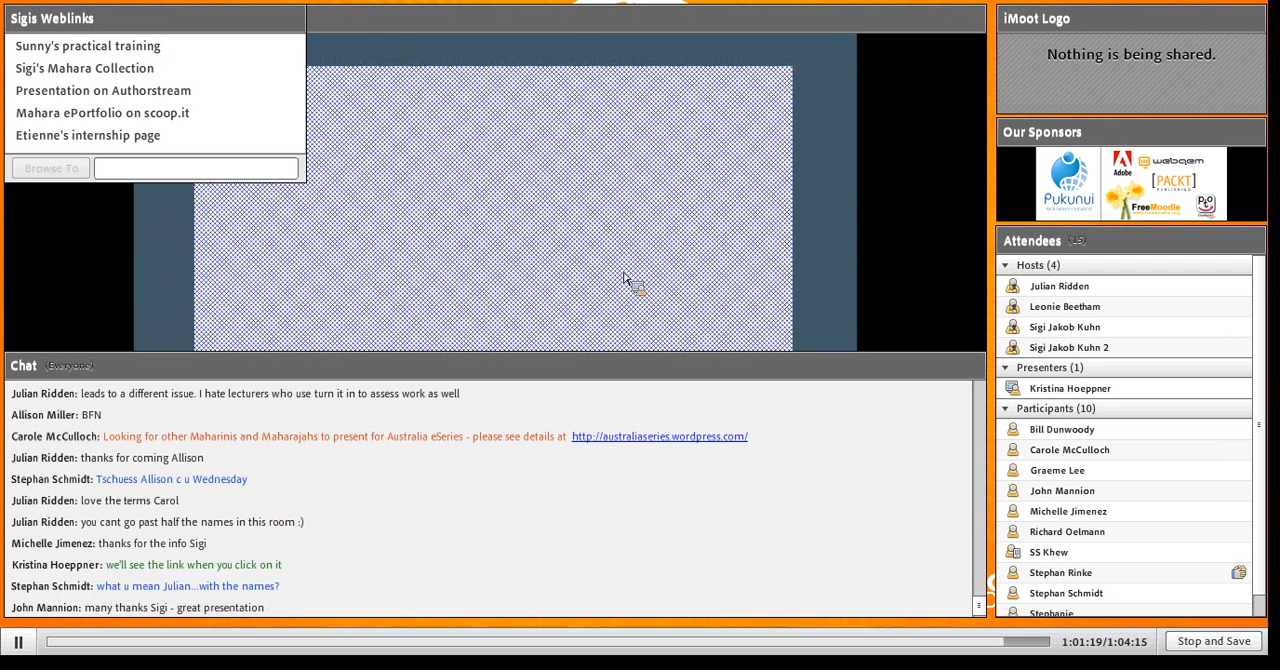 Sigis Weblinks
Sunny's practical training
Sigi's Mahara Collection
Presentation on Authorstream
Mahara ePortfolio on scoop.it
Etienne's internship page
Browse To
iMoot Logo
Nothing is being shared.
Our Sponsors
Pukunui
Adobe
webqem
[PACKT]
PUBLISHING
FreeMoodle
Attendees (15)
Hosts (4)
Julian Ridden
Leonie Beetham
Sigi Jakob Kuhn
Sigi Jakob Kuhn 2
Presenters (1)
Kristina Hoeppner
Participants (10)
Bill Dunwoody
Carole McCulloch
Graeme Lee
John Mannion
Michelle Jimenez
Richard Oelmann
SS Khew
Stephan Rinke
Stephan Schmidt
Stephanie
Chat (Everyone)
Julian Ridden: leads to a different issue. I hate lecturers who use turn it in to assess work as well
Allison Miller: BFN
Carole McCulloch: Looking for other Maharinis and Maharajahs to present for Australia eSeries - please see details at http://australiaseries.wordpress.com/
Julian Ridden: thanks for coming Allison
Stephan Schmidt: Tschuess Allison c u Wednesday
Julian Ridden: love the terms Carol
Julian Ridden: you cant go past half the names in this room :)
Michelle Jimenez: thanks for the info Sigi
Kristina Hoeppner: we'll see the link when you click on it
Stephan Schmidt: what u mean Julian...with the names?
John Mannion: many thanks Sigi - great presentation
1:01:19/1:04:15
Stop and Save